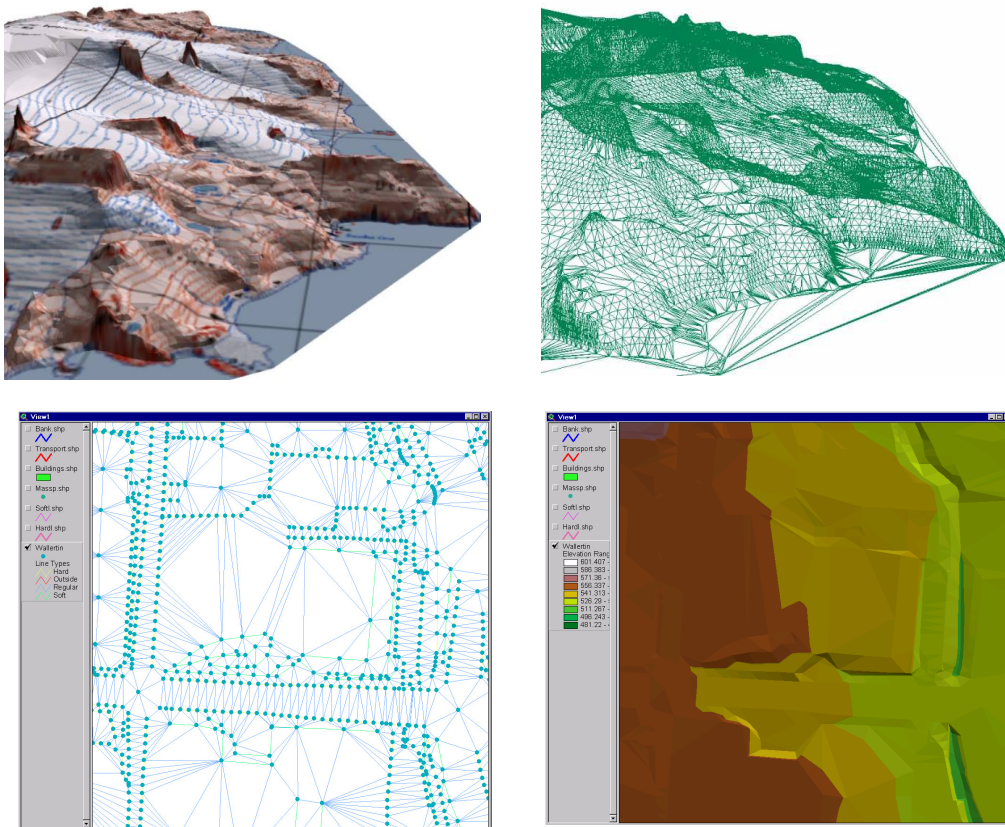 View1
Bank.shp
Transport.shp
Buildings.shp
Massp.shp
Softl.shp
Hardl.shp
Wallertin
Line Types
Hard
Outside
Regular
Soft
View1
Bank.shp
Transport.shp
Buildings.shp
Massp.shp
Softl.shp
Hardl.shp
Wallertin
Elevation Rang
601.407 -
586.383 -
571.36 -
556.337 -
541.313 -
526.29 -
511.267 -
496.243 -
481.22 -